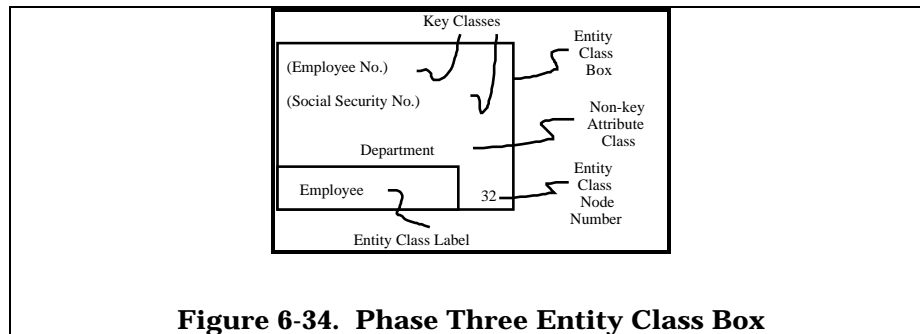 Key Classes
Entity
Class
Box
(Employee No.)
(Social Security No.)
Non-key
Attribute
Class
Department
Entity
Class
Node
Number
Employee
32
Entity Class Label
Figure 6-34. Phase Three Entity Class Box